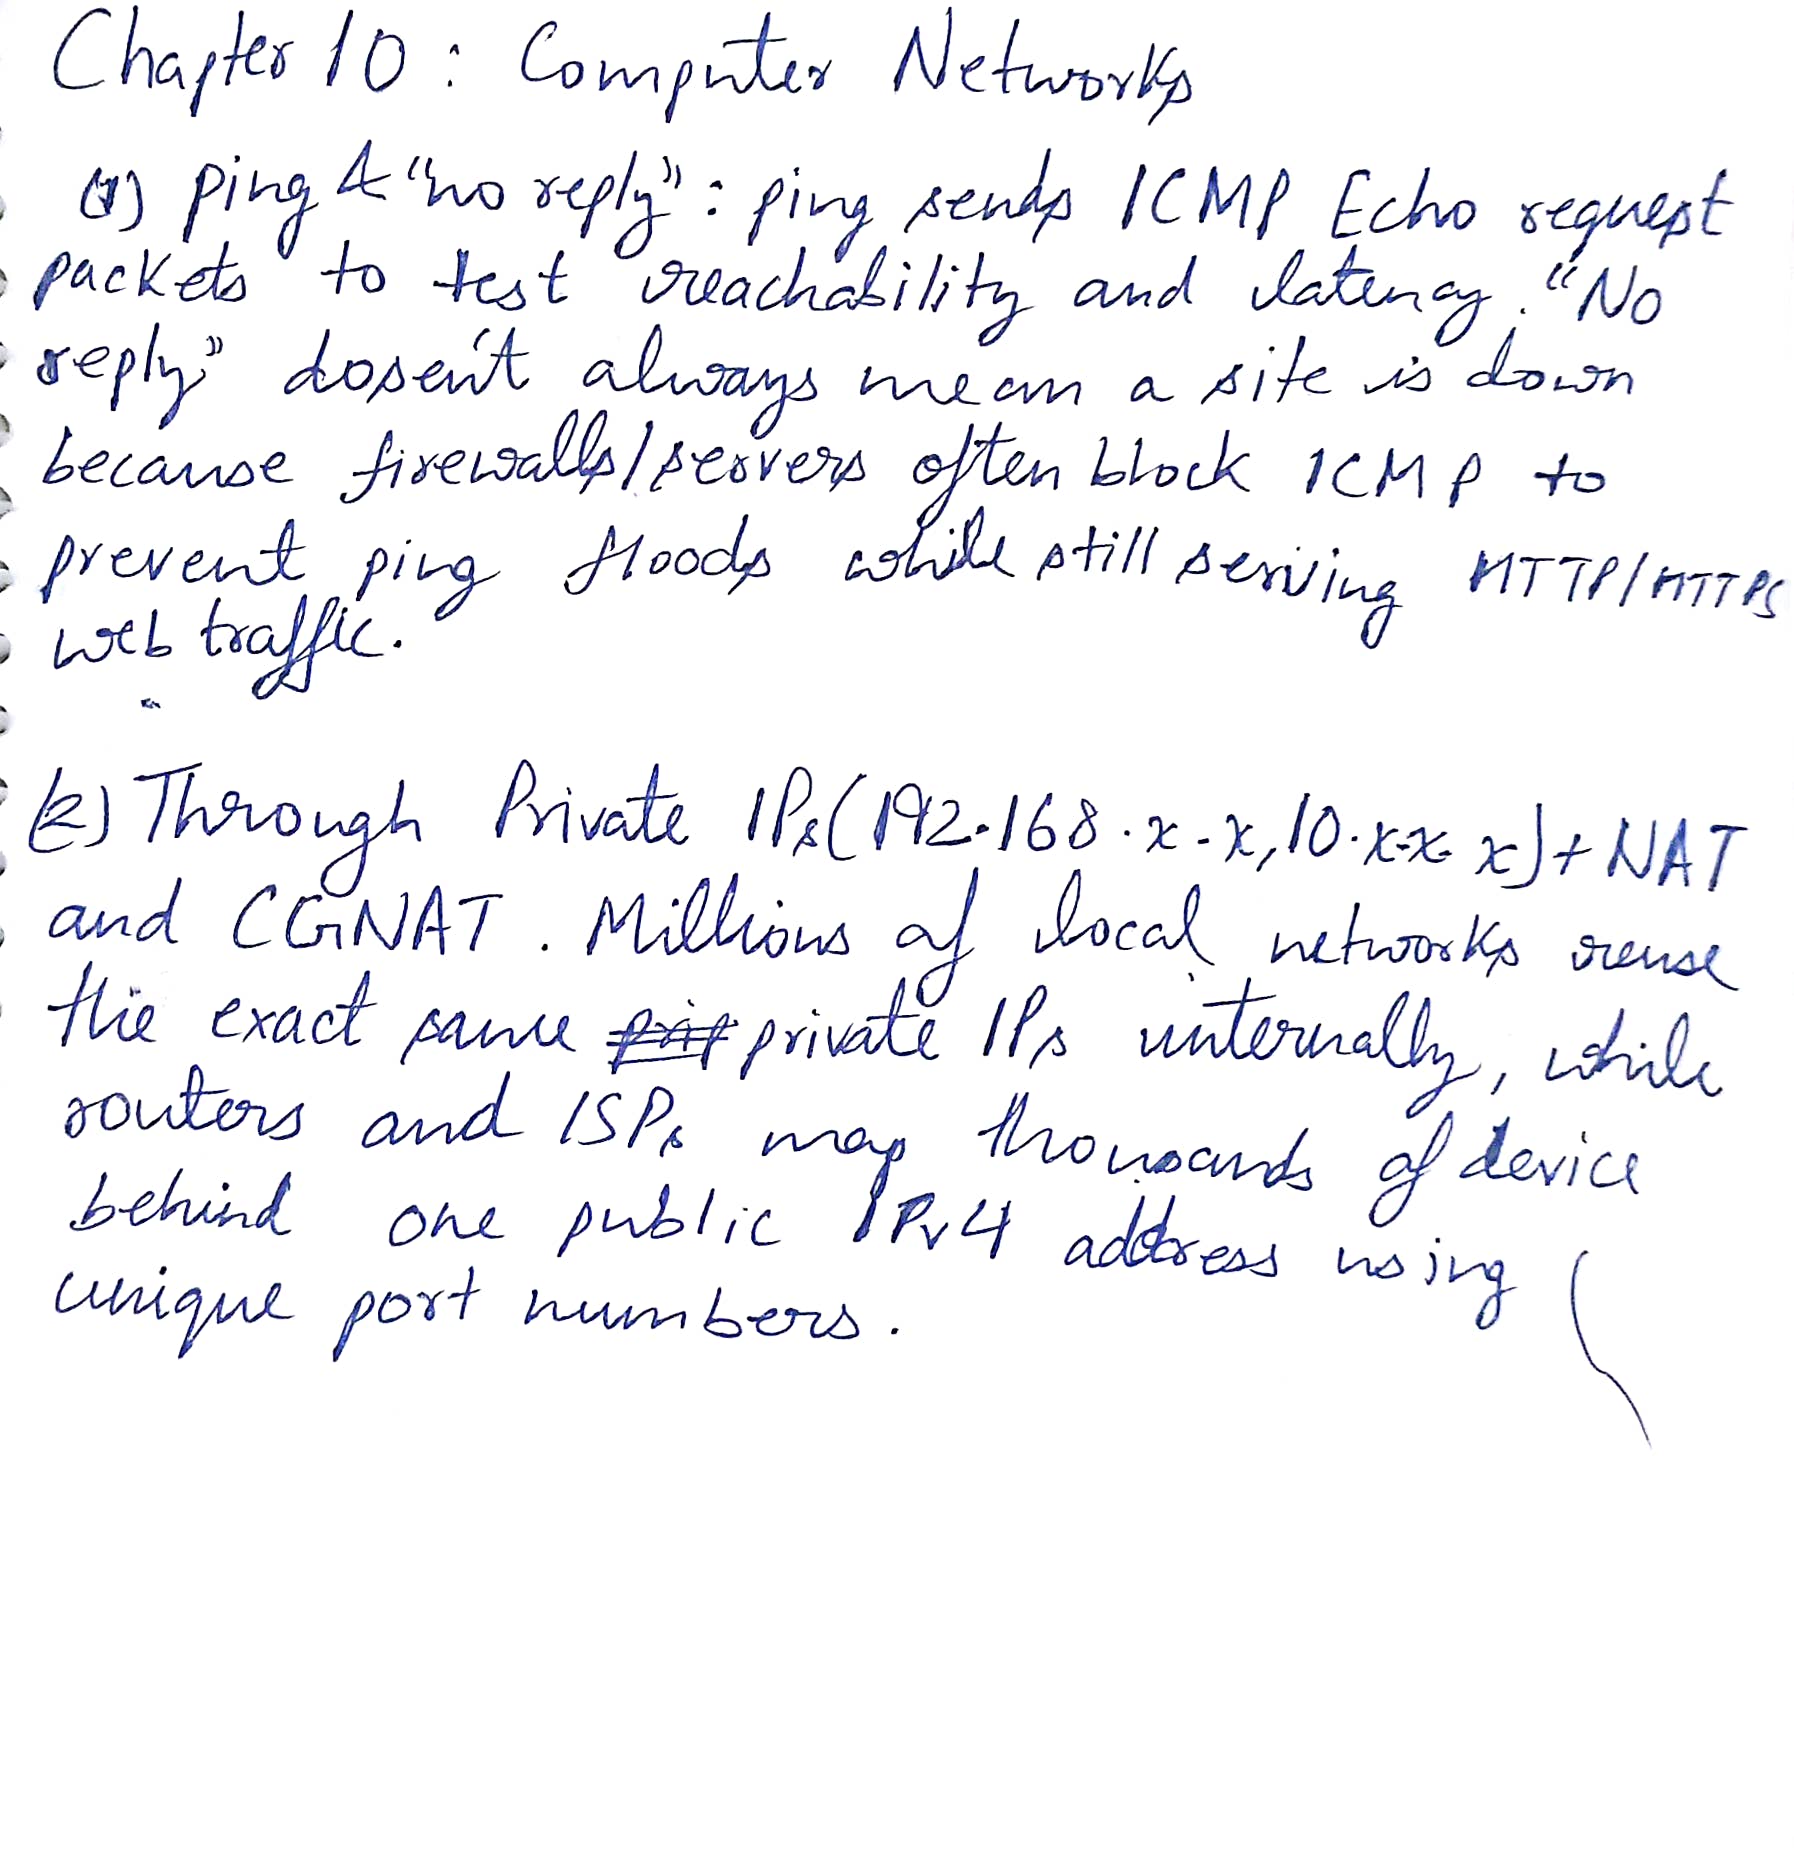 Chapter 10 : Computer Networks
(1) ping & "no reply" : ping sends ICMP Echo request
packets to test reachability and latency. "No
reply" dosen't always mean a site is down
because firewalls/servers often block ICMP to
prevent ping floods while still serving HTTP/HTTPS
web traffic.
(2) Through Private IPs (192.168.x.x, 10.x.x.x) + NAT
and CGNAT. Millions of local networks reuse
the exact same private IPs internally, while
routers and ISPs map thousands of device
behind one public IPv4 address using
unique port numbers.